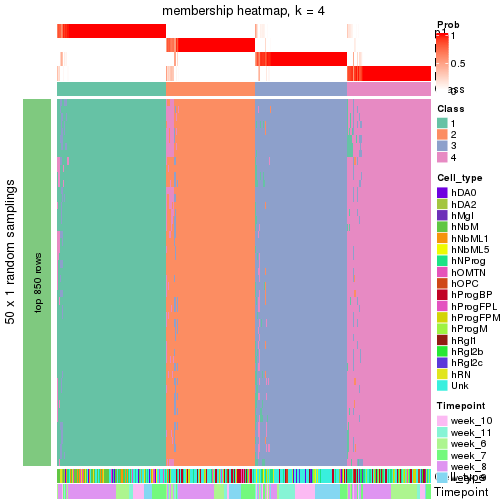 membership heatmap, k = 4
Prob
1
0.5
0
Class
1
2
3
4
Cell_type
hDA0
hDA2
hMgl
hNbM
hNbML1
hNbML5
hNProg
hOMTN
hOPC
hProgBP
hProgFPL
hProgFPM
hProgM
hRgl1
hRgl2b
hRgl2c
hRN
Unk
Timepoint
week_10
week_11
week_6
week_7
week_8
week_9
Timepoint
50 x 1 random samplings
top 850 rows